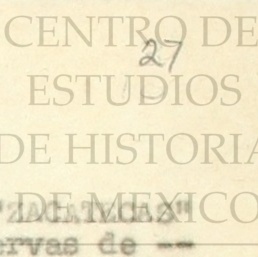 CENTRO DE
27
ESTUDIOS
DE HISTORIA
DE MEXICO
"ZACATECAS"
ervas de --